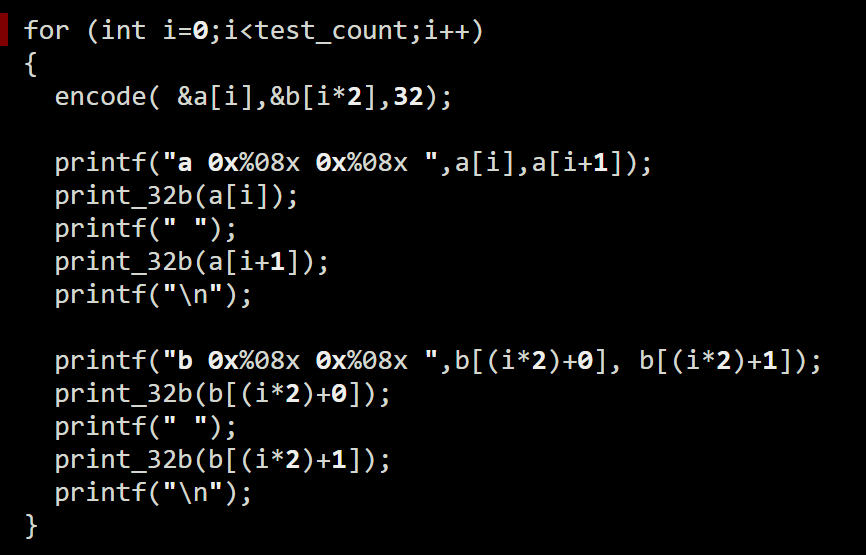 for (int i=0;i<test_count;i++)
{
  encode( &a[i],&b[i*2],32);

  printf("a 0x%08x 0x%08x ",a[i],a[i+1]);
  print_32b(a[i]);
  printf(" ");
  print_32b(a[i+1]);
  printf("\n");

  printf("b 0x%08x 0x%08x ",b[(i*2)+0], b[(i*2)+1]);
  print_32b(b[(i*2)+0]);
  printf(" ");
  print_32b(b[(i*2)+1]);
  printf("\n");
}